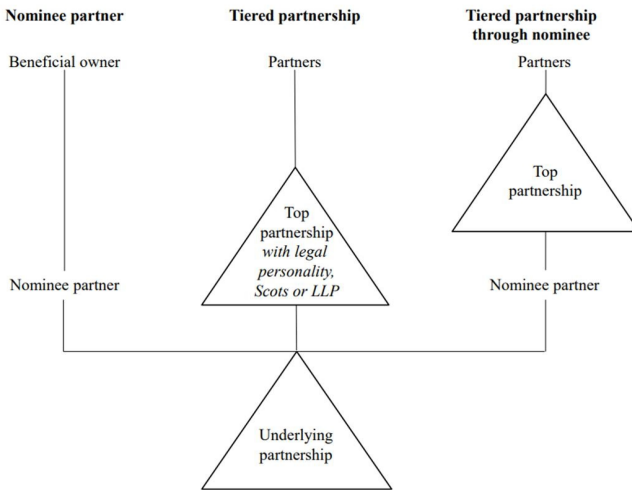 Nominee partner
Tiered partnership
Tiered partnership
through nominee
Beneficial owner
Partners
Partners
Top
partnership
Top
partnership
with legal
personality,
Scots or LLP
Nominee partner
Nominee partner
Underlying
partnership